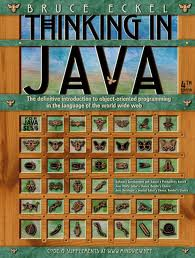 BRUCE ECKEL
THINKING IN
JAVA
4TH
EDITION
The definitive introduction to object-oriented programming
in the language of the world wide web
CODE & SUPPLEMENTS AT WWW.MINDVIEW.NET